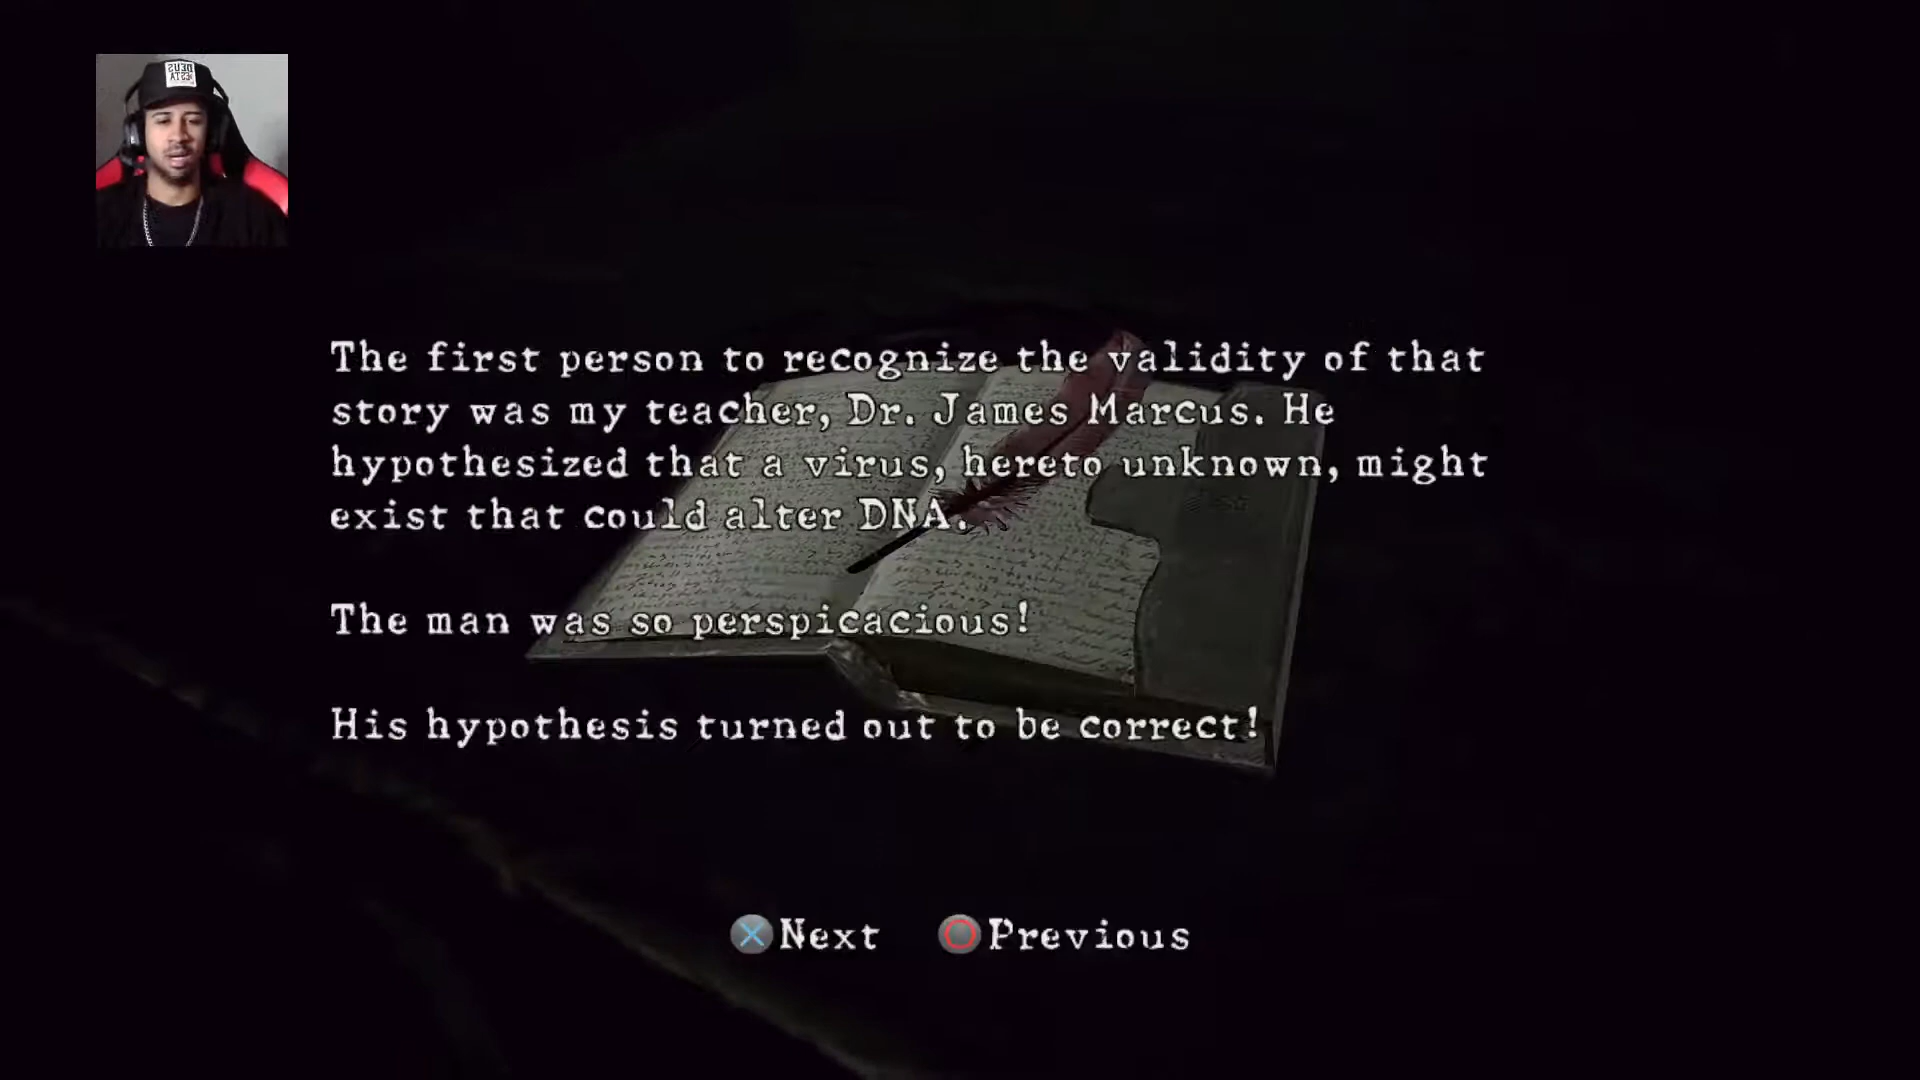 The first person to recognize the validity of that
story was my teacher, Dr. James Marcus. He
hypothesized that a virus, hereto unknown, might
exist that could alter DNA.
The man was so perspicacious!
His hypothesis turned out to be correct!
Next Previous